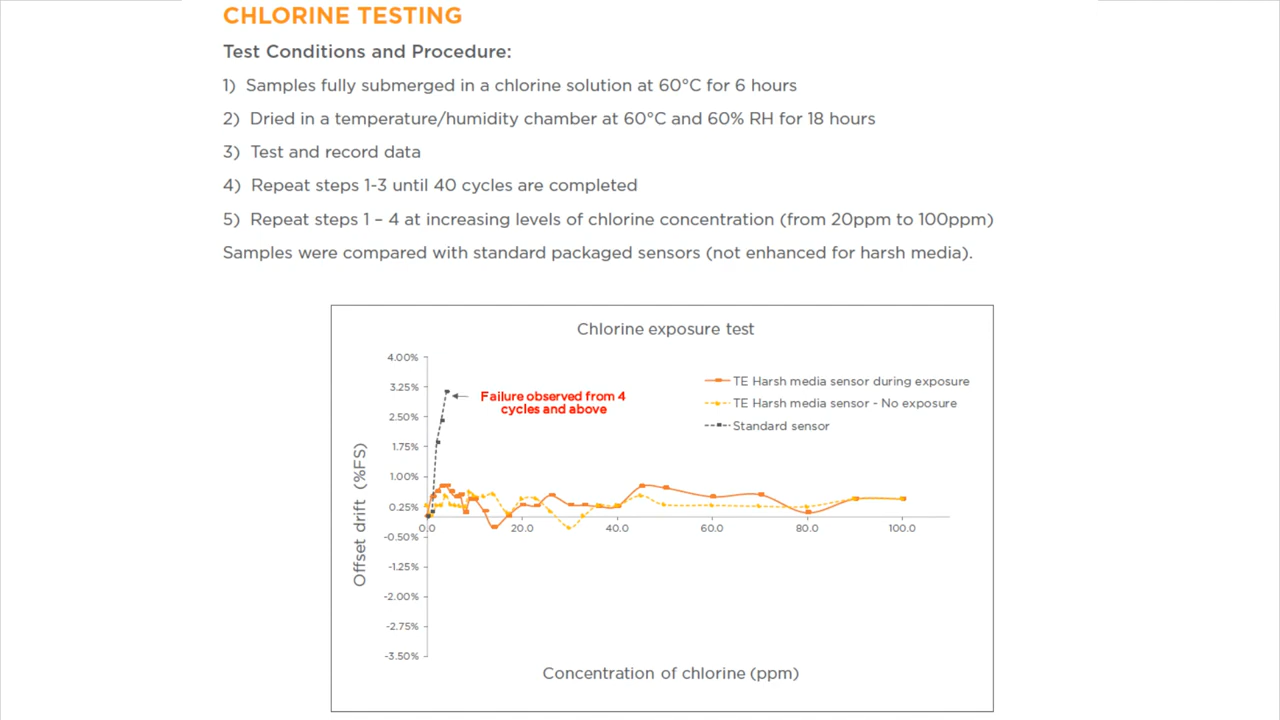 CHLORINE TESTING
Test Conditions and Procedure:
1) Samples fully submerged in a chlorine solution at 60°C for 6 hours
2) Dried in a temperature/humidity chamber at 60°C and 60% RH for 18 hours
3) Test and record data
4) Repeat steps 1-3 until 40 cycles are completed
5) Repeat steps 1 – 4 at increasing levels of chlorine concentration (from 20ppm to 100ppm)
Samples were compared with standard packaged sensors (not enhanced for harsh media).
Chlorine exposure test
4.00%
3.25%
2.50%
1.75%
1.00%
0.25%
-0.50%
-1.25%
-2.00%
-2.75%
-3.50%
Offset drift (%FS)
Failure observed from 4
cycles and above
TE Harsh media sensor during exposure
TE Harsh media sensor - No exposure
Standard sensor
0.0
20.0
40.0
60.0
80.0
100.0
Concentration of chlorine (ppm)